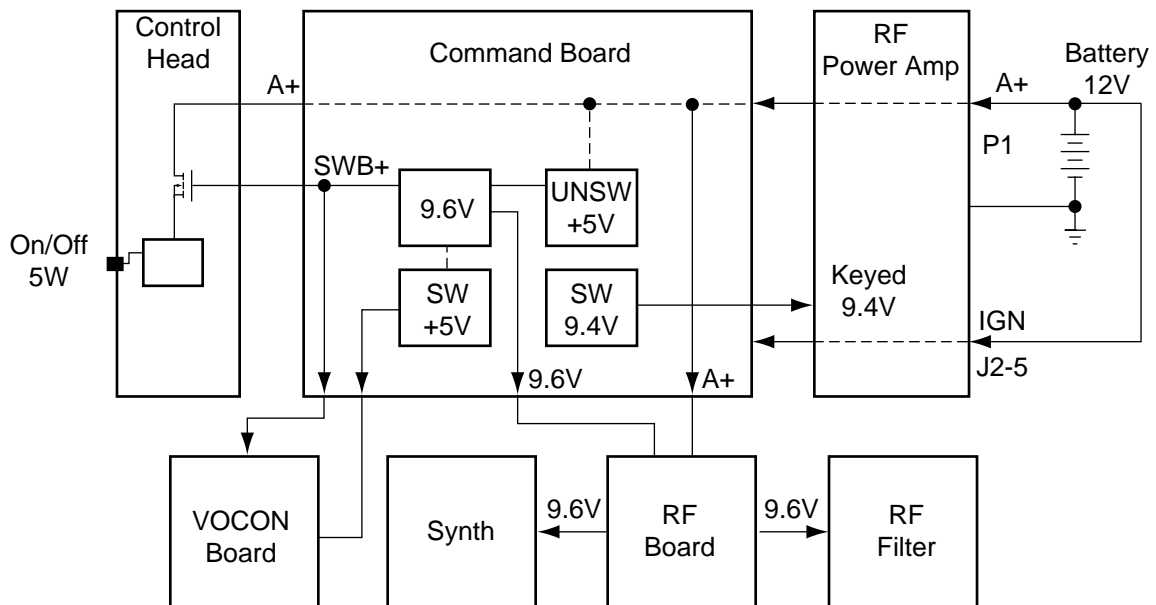 Control
Head
Command Board
RF
Power Amp
Battery
12V
A+
A+
P1
SWB+
9.6V
UNSW
+5V
On/Off
5W
SW
+5V
SW
9.4V
Keyed
9.4V
IGN
J2-5
9.6V
A+
VOCON
Board
Synth
9.6V
RF
Board
9.6V
RF
Filter